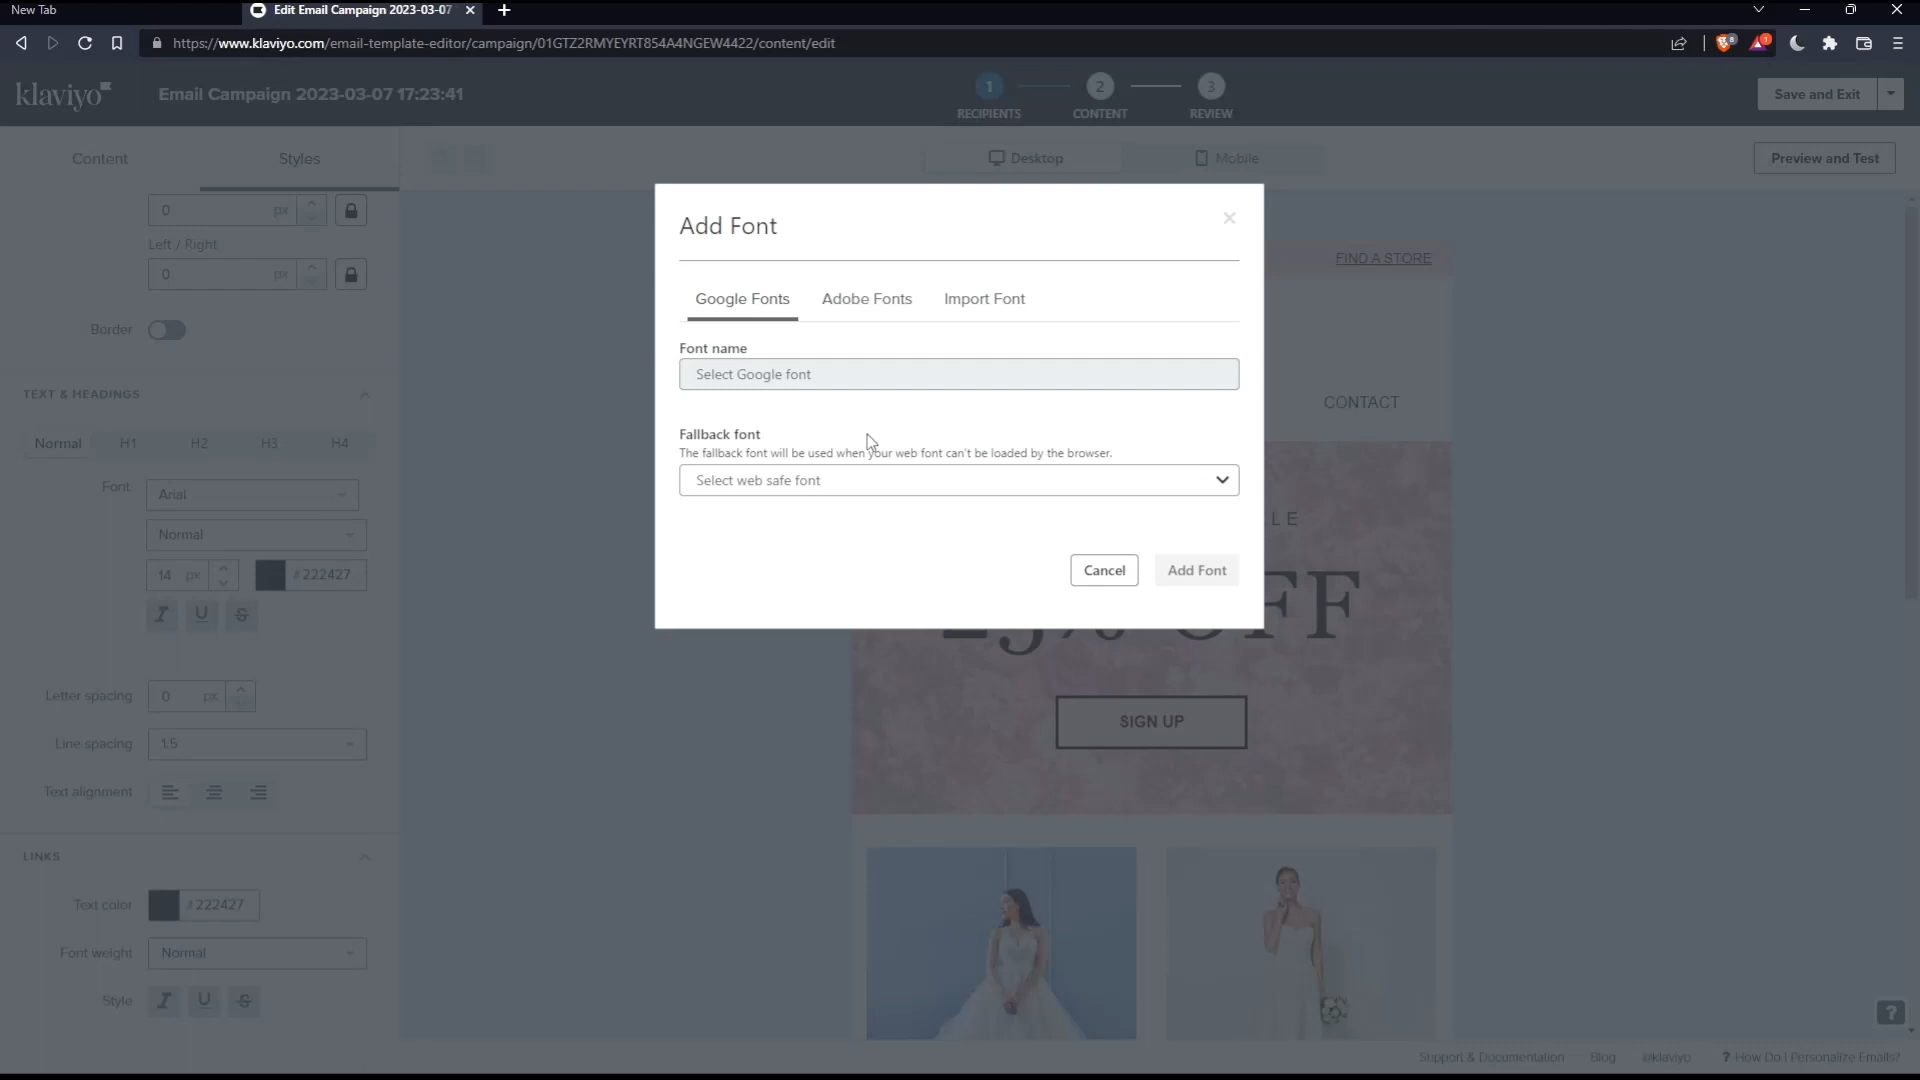 New Tab
Edit Email Campaign 2023-03-07
https://www.klaviyo.com/email-template-editor/campaign/01GTZ2RMYEYRT854A4NGEW4422/content/edit
8
1
klaviyo
Email Campaign 2023-03-07 17:23:41
1
2
3
RECIPIENTS
CONTENT
REVIEW
Save and Exit
Content
Styles
Desktop
Mobile
Preview and Test
0 px
Left / Right
0 px
Border
TEXT & HEADINGS
Normal
H1
H2
H3
H4
Font
Arial
Normal
14 px
#222427
I
U
S
Letter spacing
0 px
Line spacing
1.5
Text alignment
LINKS
Text color
#222427
Font weight
Normal
Style
I
U
S
Add Font
Google Fonts
Adobe Fonts
Import Font
Font name
Select Google font
Fallback font
The fallback font will be used when your web font can't be loaded by the browser.
Select web safe font
Cancel
Add Font
FIND A STORE
CONTACT
LE
25% OFF
SIGN UP
?
Support & Documentation
Blog
@klaviyo
? How Do I Personalize Emails?